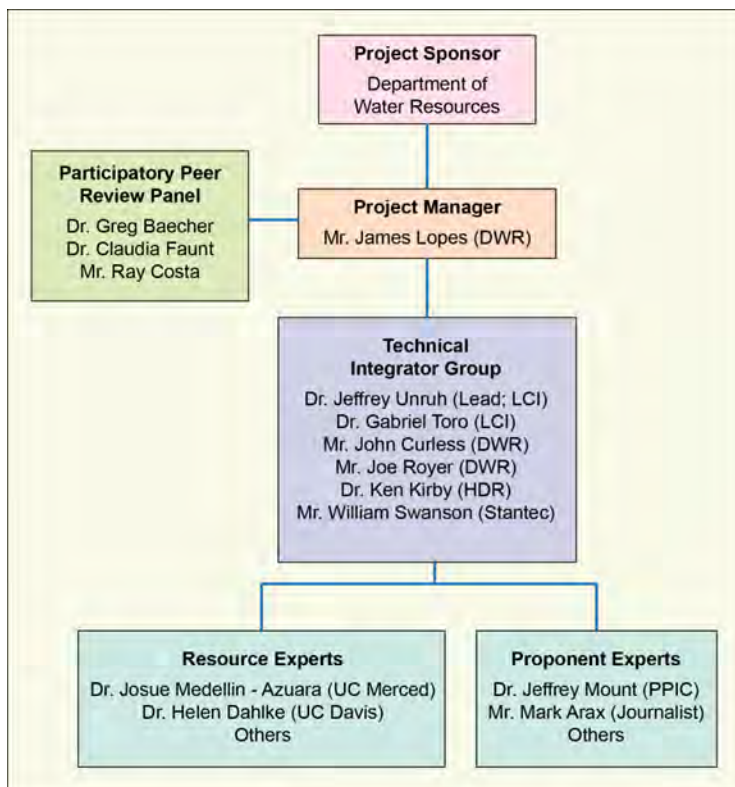 Project Sponsor
Department of
Water Resources
Participatory Peer
Review Panel
Dr. Greg Baecher
Dr. Claudia Faunt
Mr. Ray Costa
Project Manager
Mr. James Lopes (DWR)
Technical
Integrator Group
Dr. Jeffrey Unruh (Lead; LCI)
Dr. Gabriel Toro (LCI)
Mr. John Curless (DWR)
Mr. Joe Royer (DWR)
Dr. Ken Kirby (HDR)
Mr. William Swanson (Stantec)
Resource Experts
Dr. Josue Medellin - Azuara (UC Merced)
Dr. Helen Dahlke (UC Davis)
Others
Proponent Experts
Dr. Jeffrey Mount (PPIC)
Mr. Mark Arax (Journalist)
Others